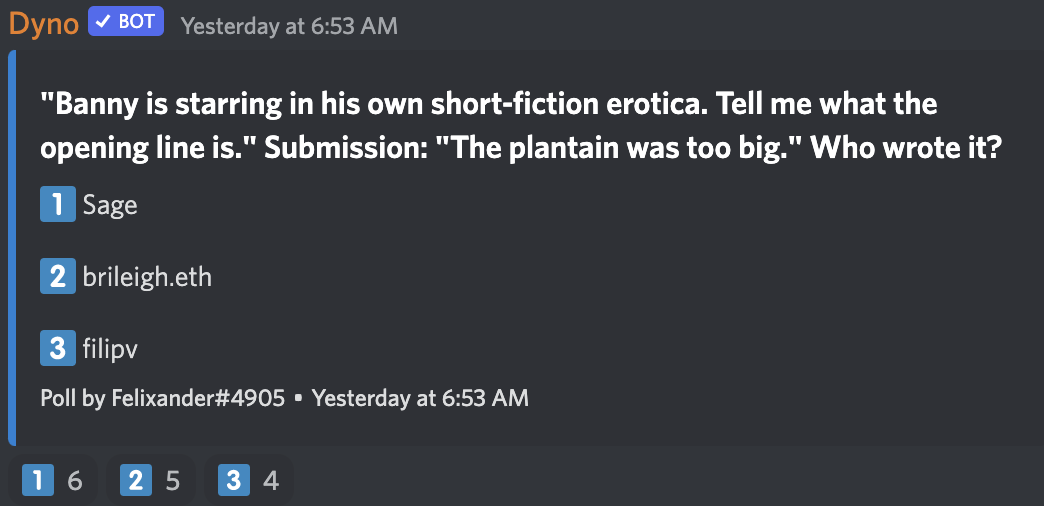 Dyno ✓ BOT Yesterday at 6:53 AM
"Banny is starring in his own short-fiction erotica. Tell me what the
opening line is." Submission: "The plantain was too big." Who wrote it?
1 Sage
2 brileigh.eth
3 filipv
Poll by Felixander#4905 • Yesterday at 6:53 AM
1 6 2 5 3 4